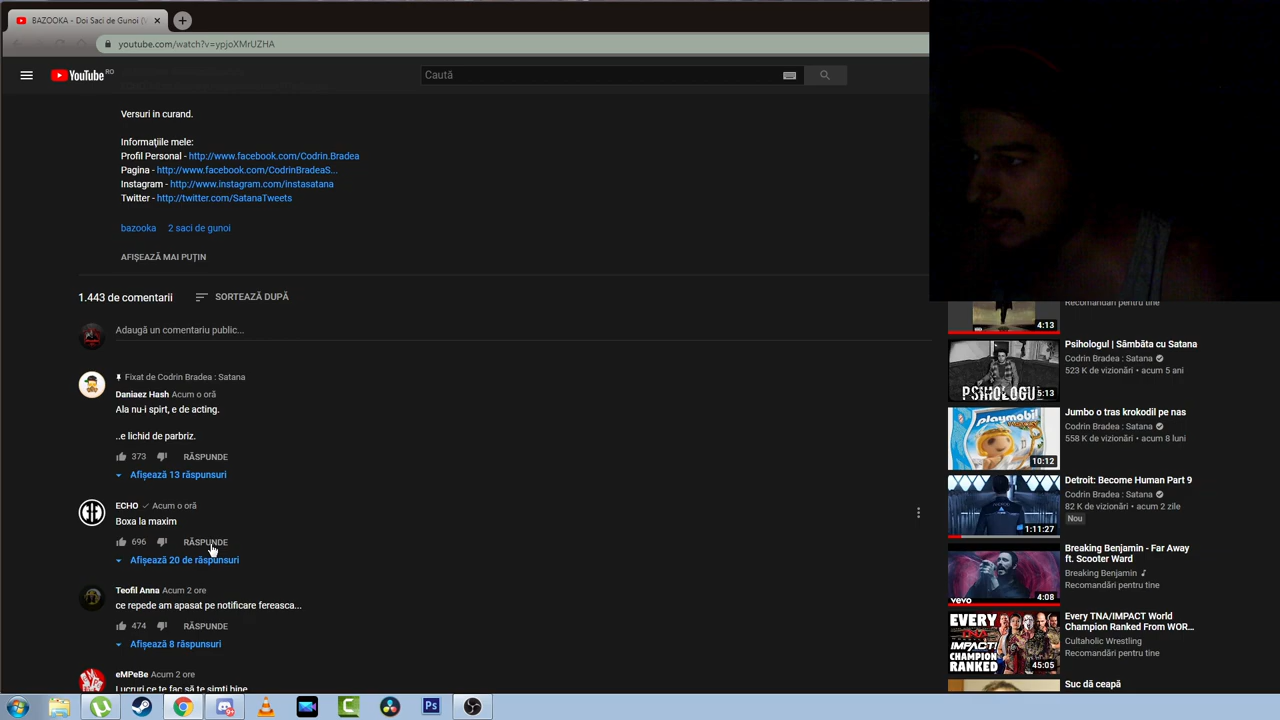 BAZOOKA - Doi Saci de Gunoi (V
youtube.com/watch?v=ypjoXMrUZHA
YouTube RO
Caută
Versuri in curand.
Informațiile mele:
Profil Personal - http://www.facebook.com/Codrin.Bradea
Pagina - http://www.facebook.com/CodrinBradeaS...
Instagram - http://www.instagram.com/instasatana
Twitter - http://twitter.com/SatanaTweets
bazooka 2 saci de gunoi
AFIȘEAZĂ MAI PUȚIN
1.443 de comentarii SORTEAZĂ DUPĂ
Adaugă un comentariu public...
Fixat de Codrin Bradea : Satana
Daniaez Hash Acum o oră
Ala nu-i spirt, e de acting.
..e lichid de parbriz.
373 RĂSPUNDE
Afișează 13 răspunsuri
ECHO Acum o oră
Boxa la maxim
696 RĂSPUNDE
Afișează 20 de răspunsuri
Teofil Anna Acum 2 ore
ce repede am apasat pe notificare fereasca...
474 RĂSPUNDE
Afișează 8 răspunsuri
eMPeBe Acum 2 ore
Lucruri ce te fac să te simți bine
Recomandări pentru tine
4:13
Psihologul | Sâmbăta cu Satana
Codrin Bradea : Satana
523 K de vizionări • acum 5 ani
PSIHOLOGUL
5:13
Jumbo o tras krokodil pe nas
Codrin Bradea : Satana
558 K de vizionări • acum 8 luni
playmobil
10:12
Detroit: Become Human Part 9
Codrin Bradea : Satana
82 K de vizionări • acum 2 zile
Nou
1:11:27
Breaking Benjamin - Far Away
ft. Scooter Ward
Breaking Benjamin
Recomandări pentru tine
vevo
4:08
Every TNA/IMPACT World
Champion Ranked From WOR...
Cultaholic Wrestling
Recomandări pentru tine
EVERY
IMPACT!
CHAMPION
RANKED
45:05
Suc dă ceapă
Ps